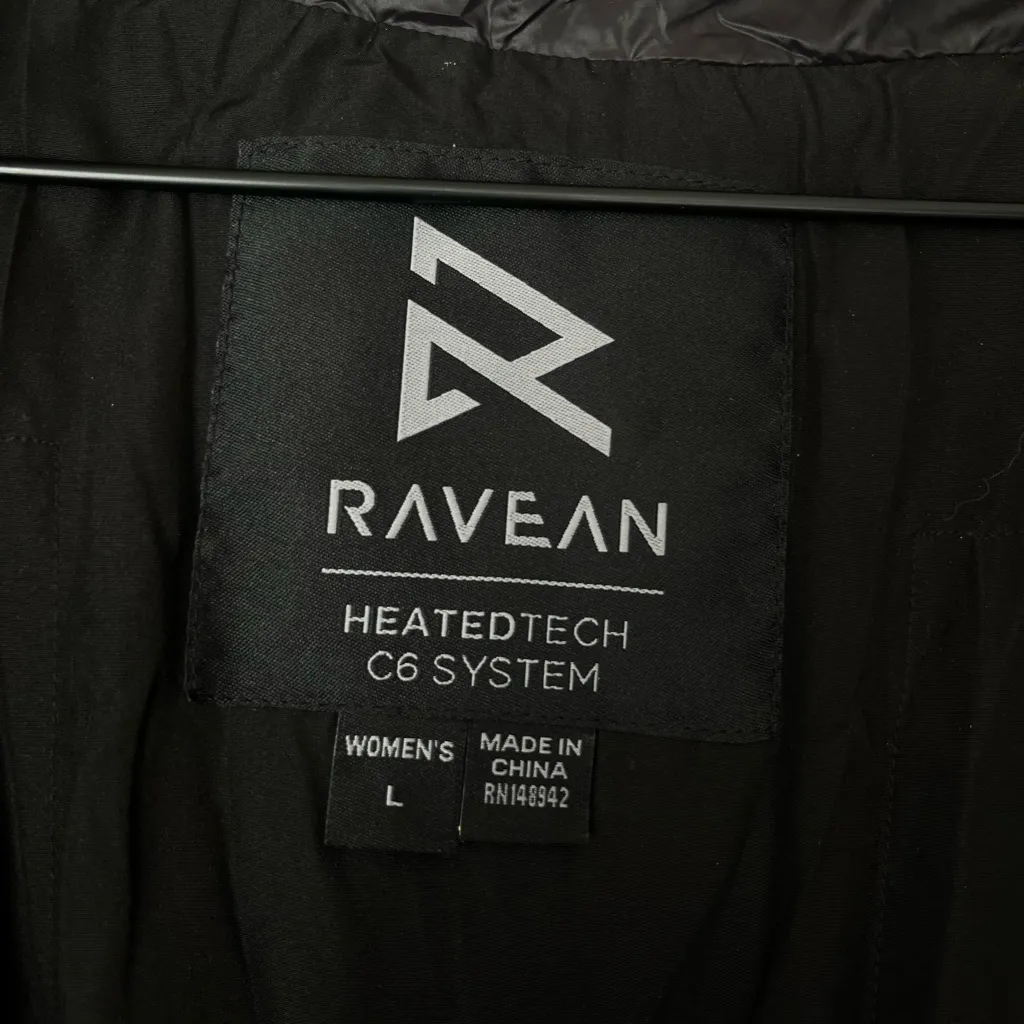 RAVEAN
HEATEDTECH
C6 SYSTEM
WOMEN'S
L
MADE IN
CHINA
RN148942